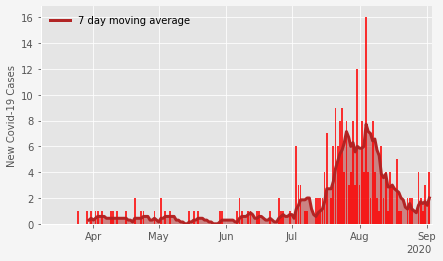 7 day moving average
New Covid-19 Cases
16
14
12
10
8
6
4
2
0
Apr
May
Jun
Jul
Aug
Sep
2020